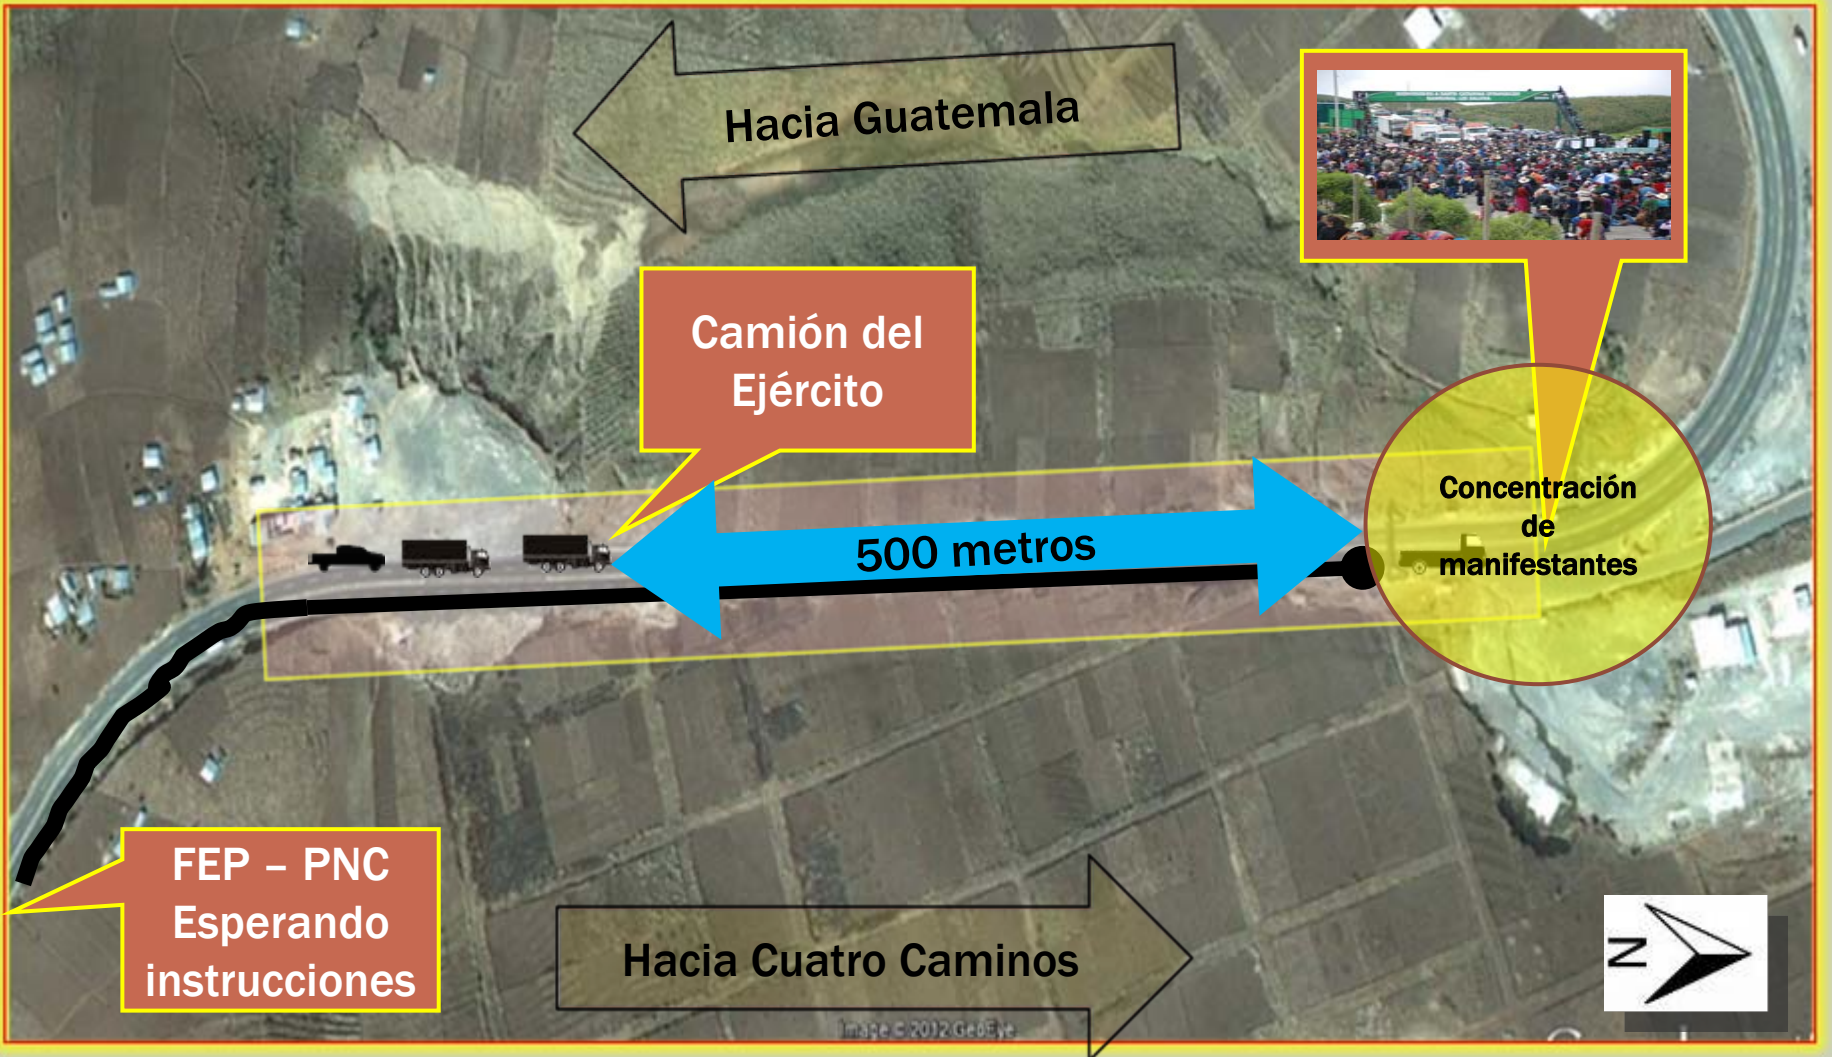 Hacia Guatemala
Camión del
Ejército
500 metros
Concentración
de
manifestantes
FEP – PNC
Esperando
instrucciones
Hacia Cuatro Caminos
N
Image © 2012 GeoEye